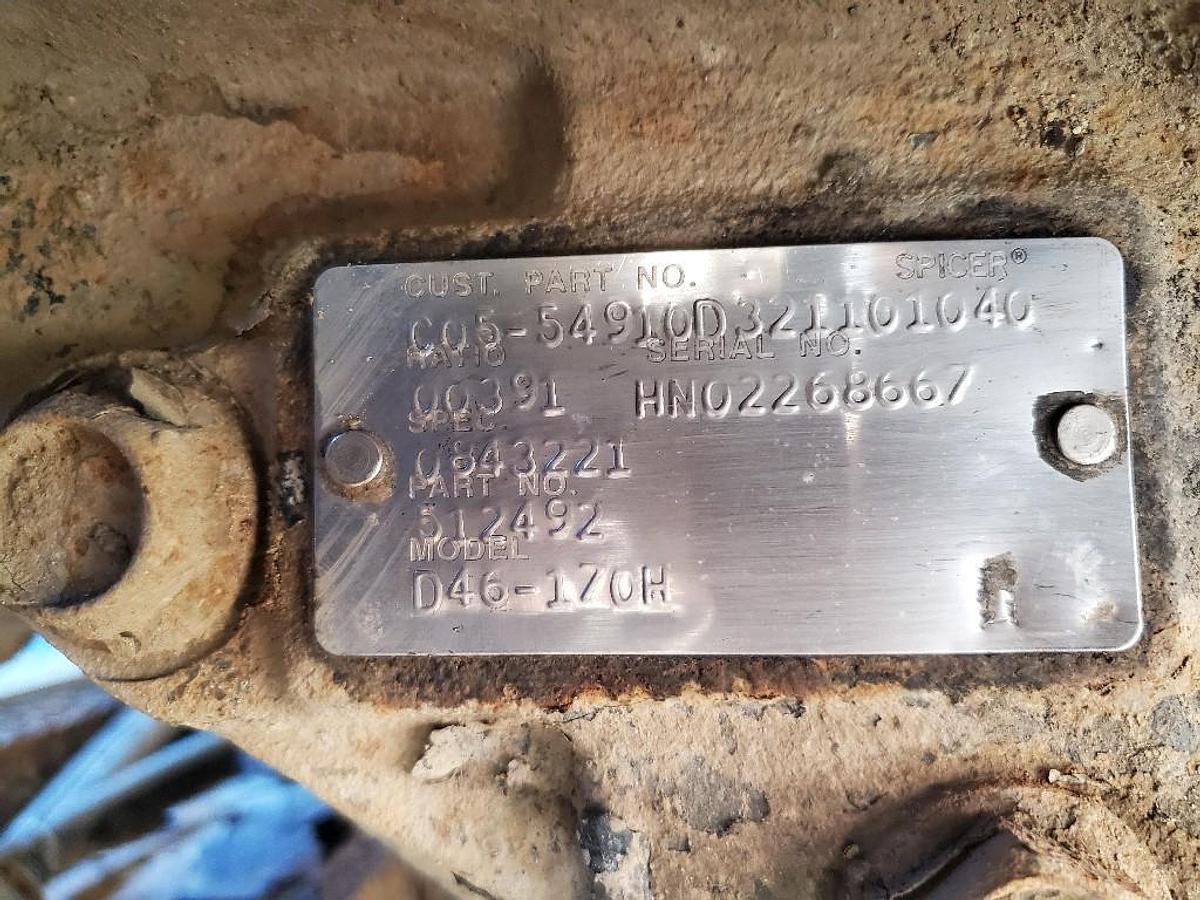 CUST. PART NO. SPICER®
C05-54910D321101040
RATIO SERIAL NO.
00391 HN02268667
SPEC.
0843221
PART NO.
512492
MODEL
D46-170H
R